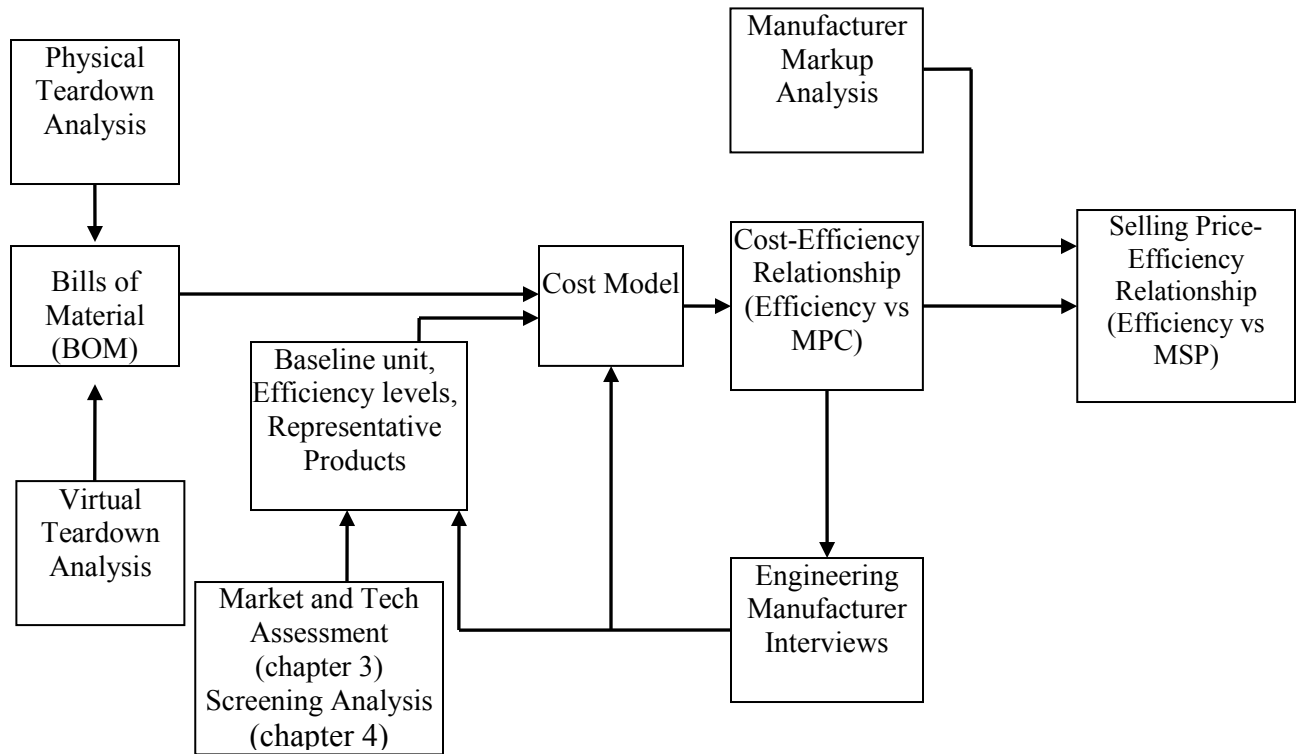 Physical
Teardown
Analysis
Manufacturer
Markup
Analysis
Bills of
Material
(BOM)
Cost Model
Cost-Efficiency
Relationship
(Efficiency vs
MPC)
Selling Price-
Efficiency
Relationship
(Efficiency vs
MSP)
Baseline unit,
Efficiency levels,
Representative
Products
Virtual
Teardown
Analysis
Market and Tech
Assessment
(chapter 3)
Screening Analysis
(chapter 4)
Engineering
Manufacturer
Interviews